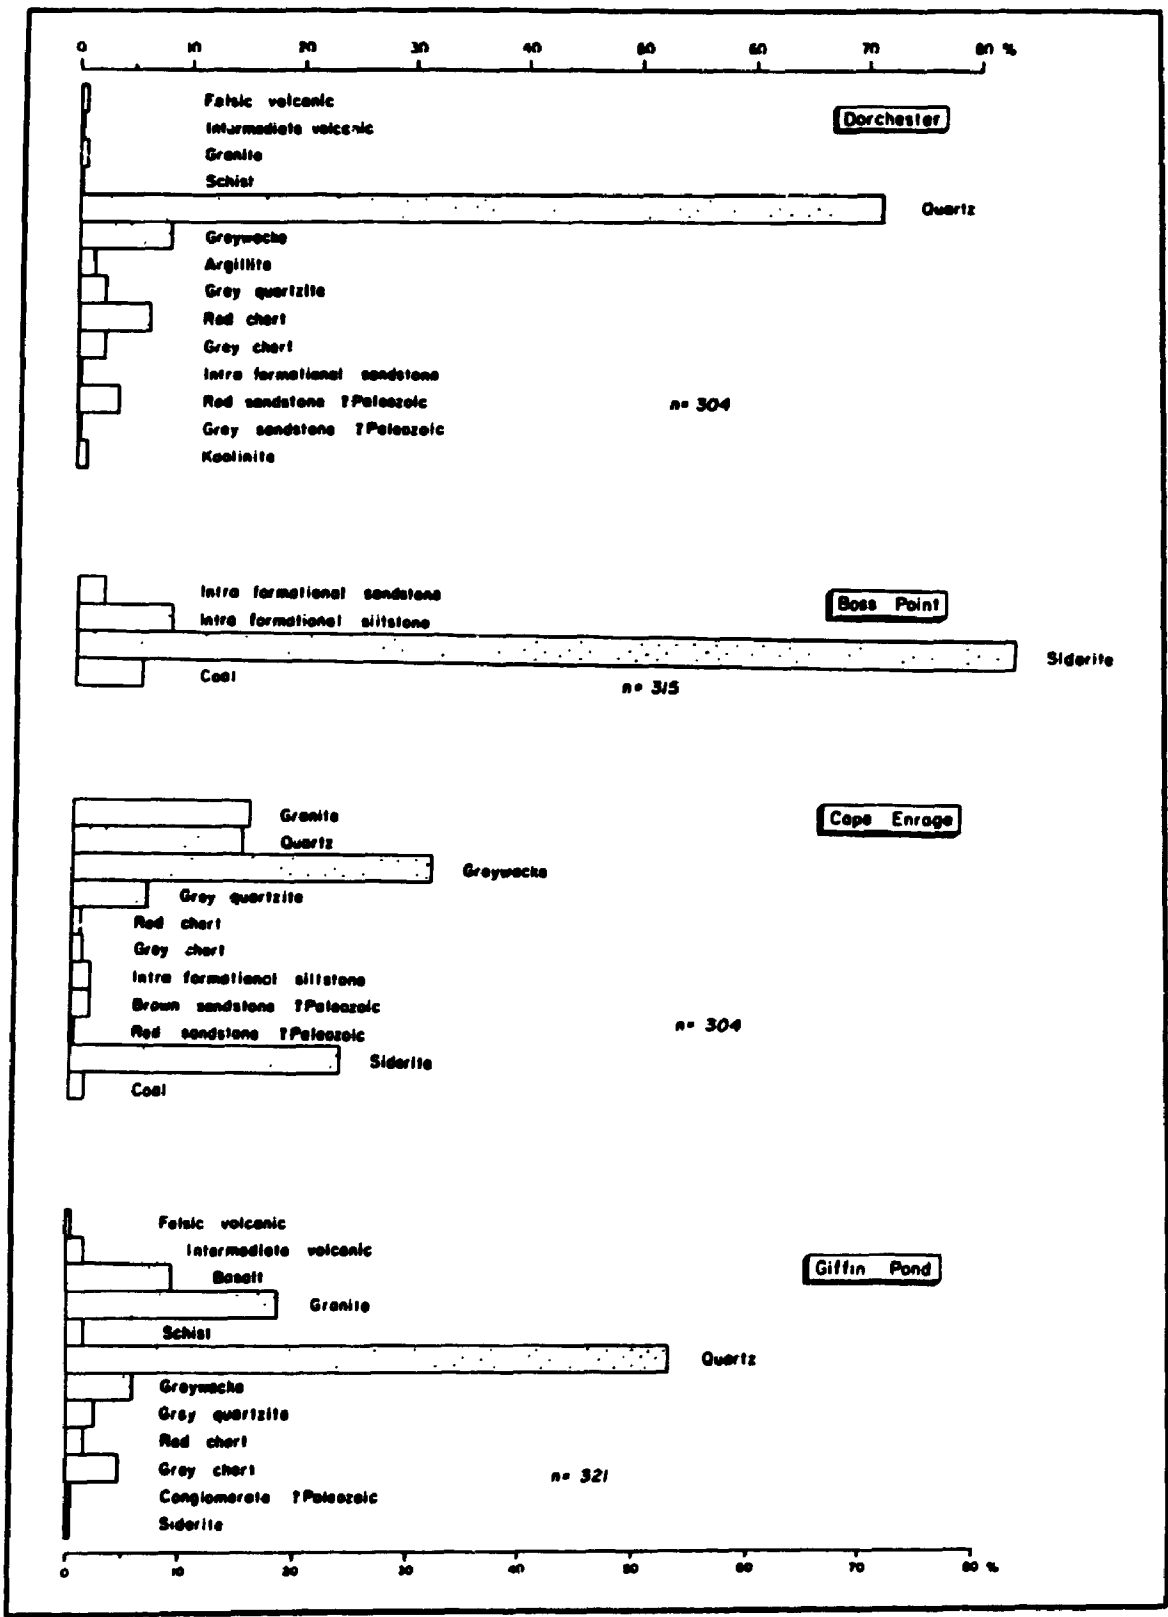 0 10 20 30 40 50 60 70 80 %
Felsic volcanic
Dorchester
Intermediate volcanic
Granite
Schist
Quartz
Greywacke
Argillite
Grey quartzite
Red chert
Grey chert
Intra formational sandstone
Red sandstone ?Paleozoic
n= 304
Grey sandstone ?Paleozoic
Kaolinite
Intra formational sandstone
Boss Point
Intra formational siltstone
Siderite
Coal
n= 315
Granite
Cape Enrage
Quartz
Greywacke
Grey quartzite
Red chert
Grey chert
Intra formational siltstone
Brown sandstone ?Paleozoic
n= 304
Red sandstone ?Paleozoic
Siderite
Coal
Felsic volcanic
Intermediate volcanic
Giffin Pond
Basalt
Granite
Schist
Quartz
Greywacke
Grey quartzite
Red chert
Grey chert
n= 321
Conglomerate ?Paleozoic
Siderite
0 10 20 30 40 50 60 70 80 %